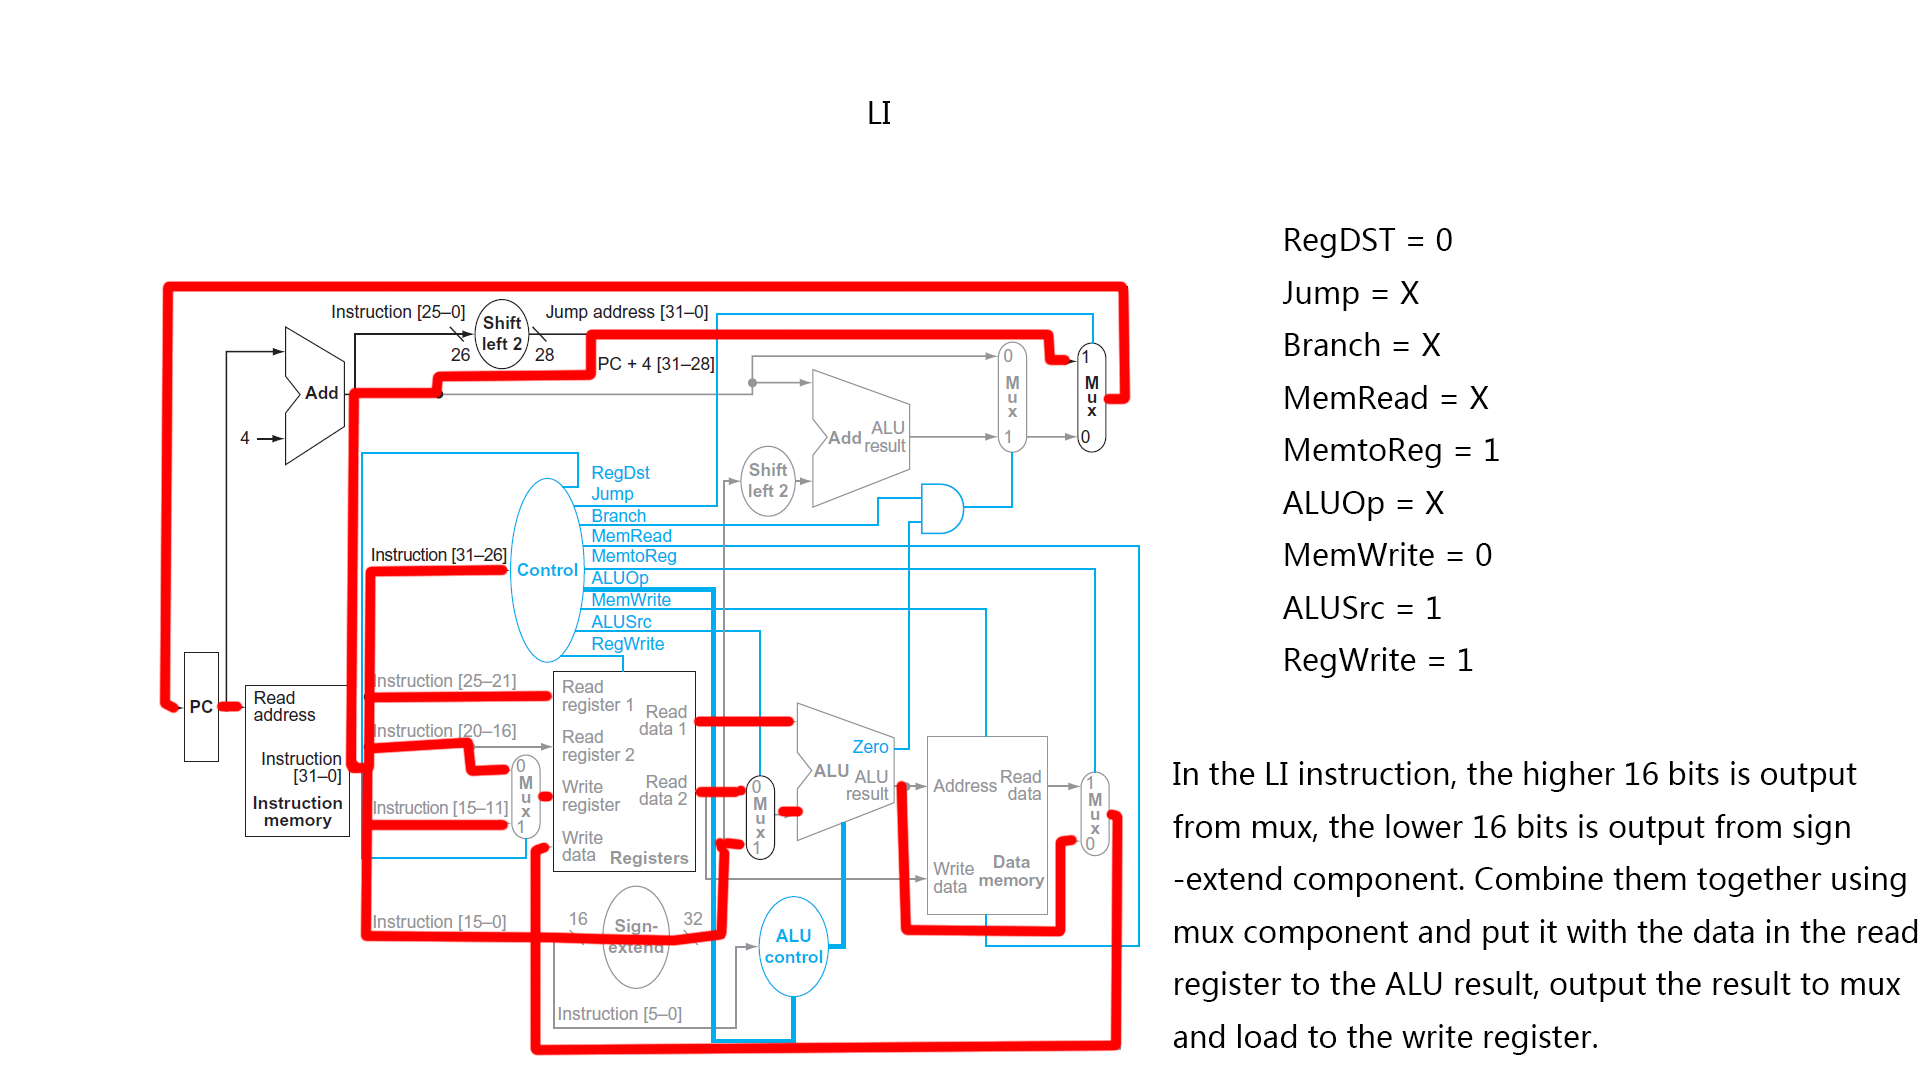 LI
RegDST = 0
Jump = X
Branch = X
MemRead = X
MemtoReg = 1
ALUOp = X
MemWrite = 0
ALUSrc = 1
RegWrite = 1
In the LI instruction, the higher 16 bits is output
from mux, the lower 16 bits is output from sign
-extend component. Combine them together using
mux component and put it with the data in the read
register to the ALU result, output the result to mux
and load to the write register.
Instruction [25–0]
Shift
left 2
Jump address [31–0]
26
28
PC + 4 [31–28]
Add
4
0
M
u
x
1
1
M
u
x
0
Add
ALU
result
Shift
left 2
RegDst
Jump
Branch
MemRead
MemtoReg
ALUOp
MemWrite
ALUSrc
RegWrite
Instruction [31–26]
Control
PC
Read
address
Instruction
[31–0]
Instruction
memory
Instruction [25–21]
Instruction [20–16]
Instruction [15–11]
0
M
u
x
1
Read
register 1
Read
register 2
Write
register
Write
data
Read
data 1
Read
data 2
Registers
0
M
u
x
1
Zero
ALU
ALU
result
Address
Read
data
Write
data
Data
memory
1
M
u
x
0
Instruction [15–0]
16
Sign-
extend
32
ALU
control
Instruction [5–0]